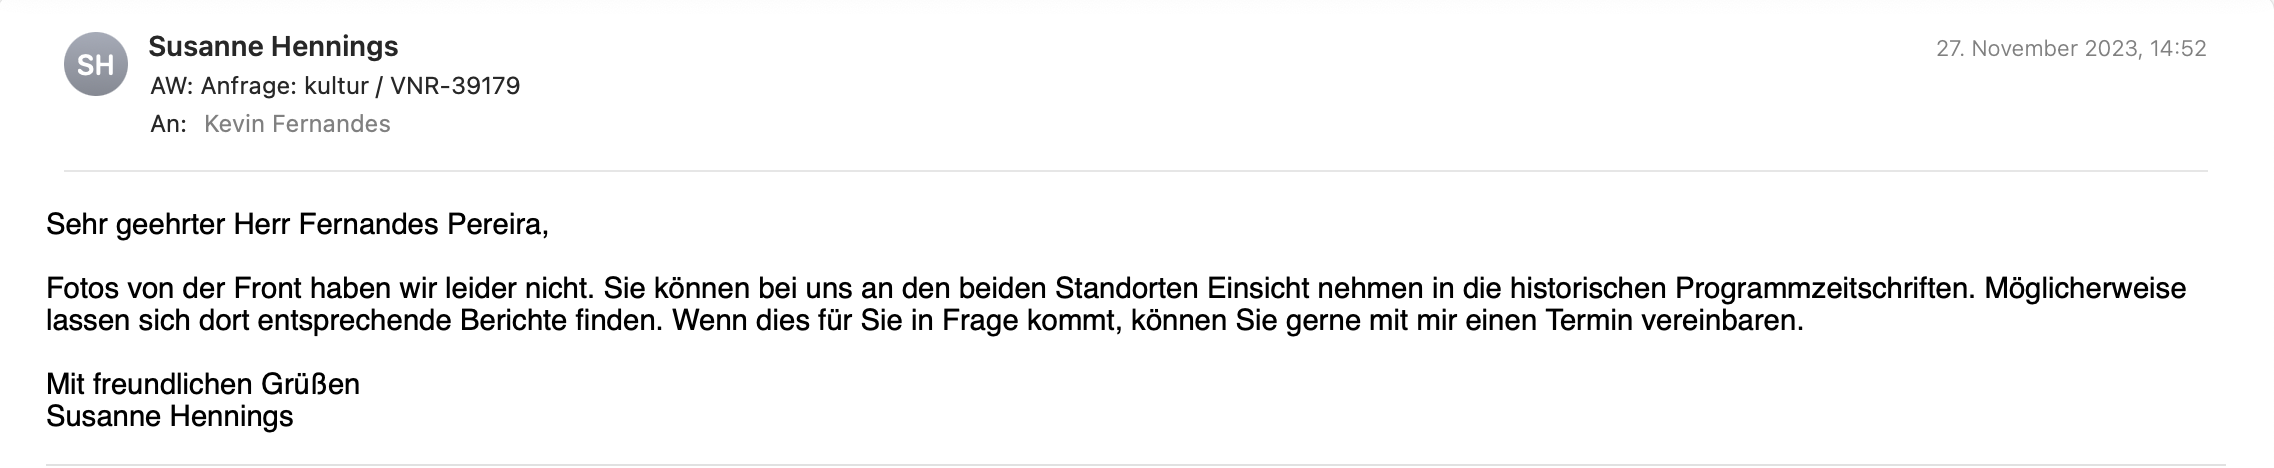 SH
Susanne Hennings
27. November 2023, 14:52
AW: Anfrage: kultur / VNR-39179
An: Kevin Fernandes
Sehr geehrter Herr Fernandes Pereira,
Fotos von der Front haben wir leider nicht. Sie können bei uns an den beiden Standorten Einsicht nehmen in die historischen Programmzeitschriften. Möglicherweise
lassen sich dort entsprechende Berichte finden. Wenn dies für Sie in Frage kommt, können Sie gerne mit mir einen Termin vereinbaren.
Mit freundlichen Grüßen
Susanne Hennings